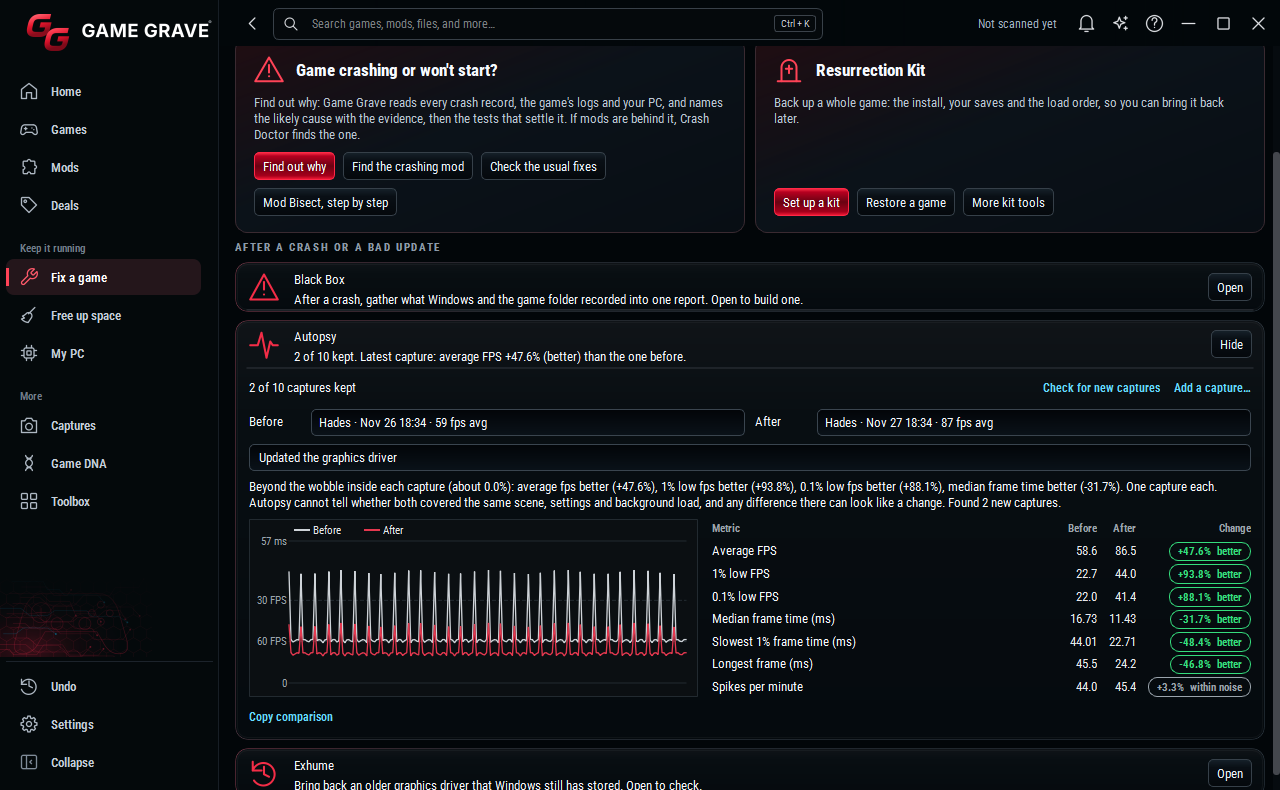 GAME GRAVE
Search games, mods, files, and more...
Ctrl + K
Not scanned yet
Home
Games
Mods
Deals
Keep it running
Fix a game
Free up space
My PC
More
Captures
Game DNA
Toolbox
Undo
Settings
Collapse
Game crashing or won't start?
Find out why: Game Grave reads every crash record, the game's logs and your PC, and names
the likely cause with the evidence, then the tests that settle it. If mods are behind it, Crash
Doctor finds the one.
Find out why
Find the crashing mod
Check the usual fixes
Mod Bisect, step by step
Resurrection Kit
Back up a whole game: the install, your saves and the load order, so you can bring it back
later.
Set up a kit
Restore a game
More kit tools
AFTER A CRASH OR A BAD UPDATE
Black Box
After a crash, gather what Windows and the game folder recorded into one report. Open to build one.
Open
Autopsy
2 of 10 kept. Latest capture: average FPS +47.6% (better) than the one before.
Hide
2 of 10 captures kept
Check for new captures
Add a capture...
Before
Hades · Nov 26 18:34 · 59 fps avg
After
Hades · Nov 27 18:34 · 87 fps avg
Updated the graphics driver
Beyond the wobble inside each capture (about 0.0%): average fps better (+47.6%), 1% low fps better (+93.8%), 0.1% low fps better (+88.1%), median frame time better (-31.7%). One capture each.
Autopsy cannot tell whether both covered the same scene, settings and background load, and any difference there can look like a change. Found 2 new captures.
Before After
57 ms
30 FPS
60 FPS
0
Metric Before After Change
Average FPS 58.6 86.5 +47.6% better
1% low FPS 22.7 44.0 +93.8% better
0.1% low FPS 22.0 41.4 +88.1% better
Median frame time (ms) 16.73 11.43 -31.7% better
Slowest 1% frame time (ms) 44.01 22.71 -48.4% better
Longest frame (ms) 45.5 24.2 -46.8% better
Spikes per minute 44.0 45.4 +3.3% within noise
Copy comparison
Exhume
Bring back an older graphics driver that Windows still has stored. Open to check.
Open